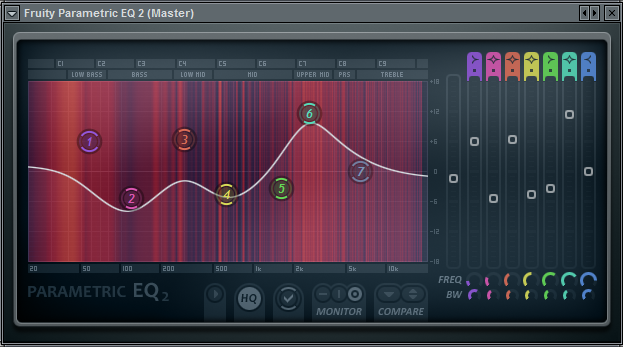 Fruity Parametric EQ 2 (Master)
C1 C2 C3 C4 C5 C6 C7 C8 C9
LOW BASS BASS LOW MID MID UPPER MID PAS TREBLE
+18
+12
+6
0
-6
-12
-18
1
2
3
4
5
6
7
20 50 100 200 500 1k 2k 5k 10k
PARAMETRIC EQ 2
HQ
MONITOR
COMPARE
FREQ
BW